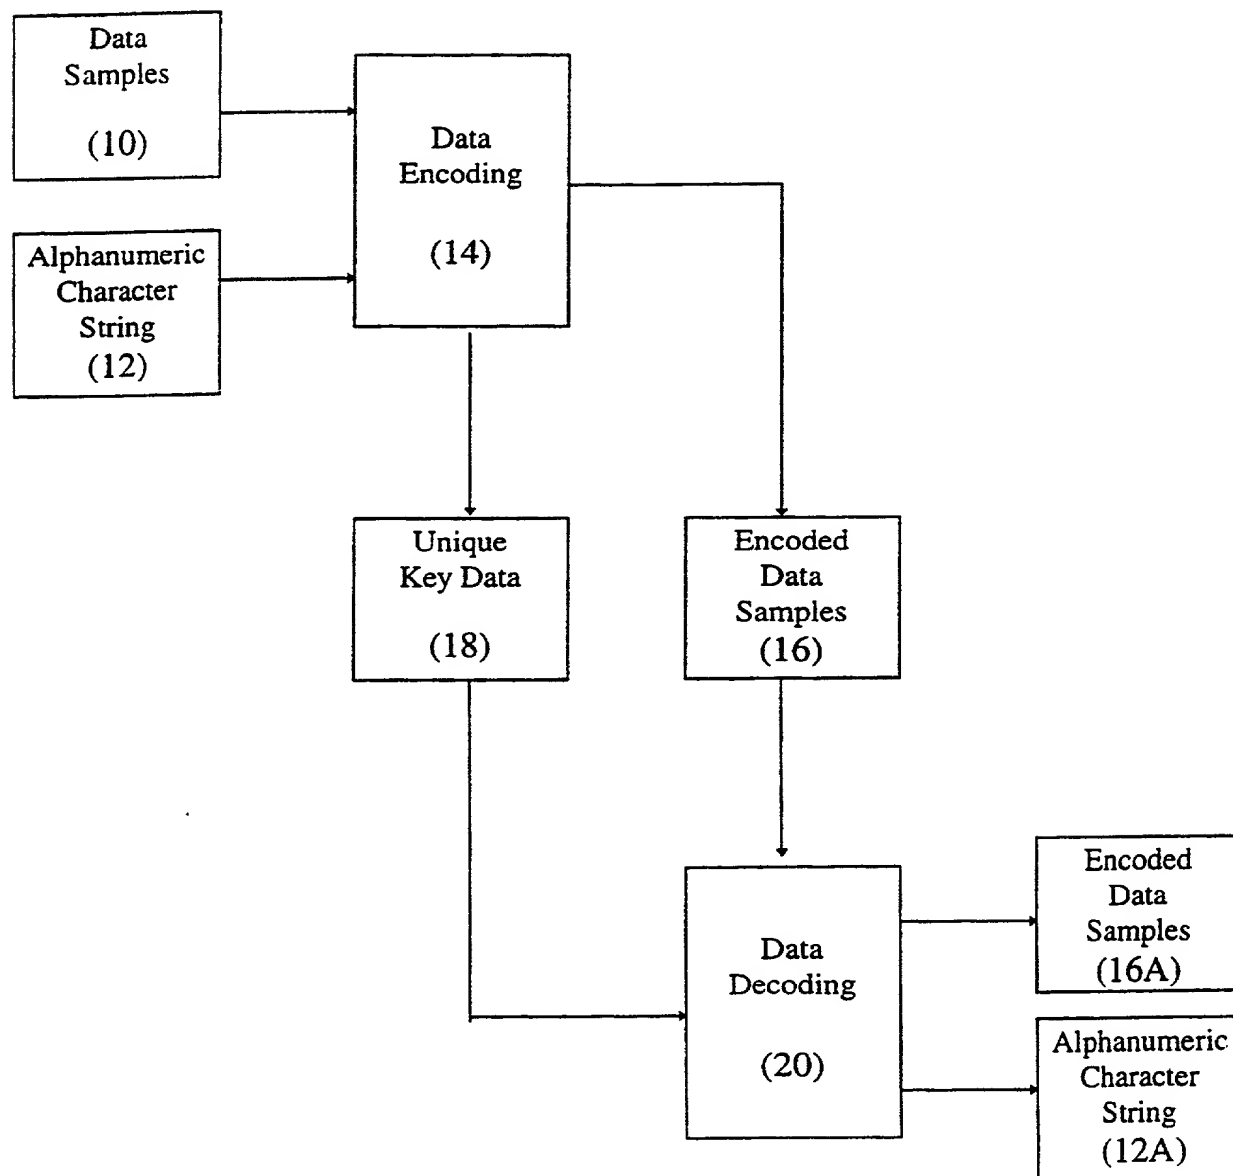 Data
Samples
(10)
Alphanumeric
Character
String
(12)
Data
Encoding
(14)
Unique
Key Data
(18)
Encoded
Data
Samples
(16)
Data
Decoding
(20)
Encoded
Data
Samples
(16A)
Alphanumeric
Character
String
(12A)